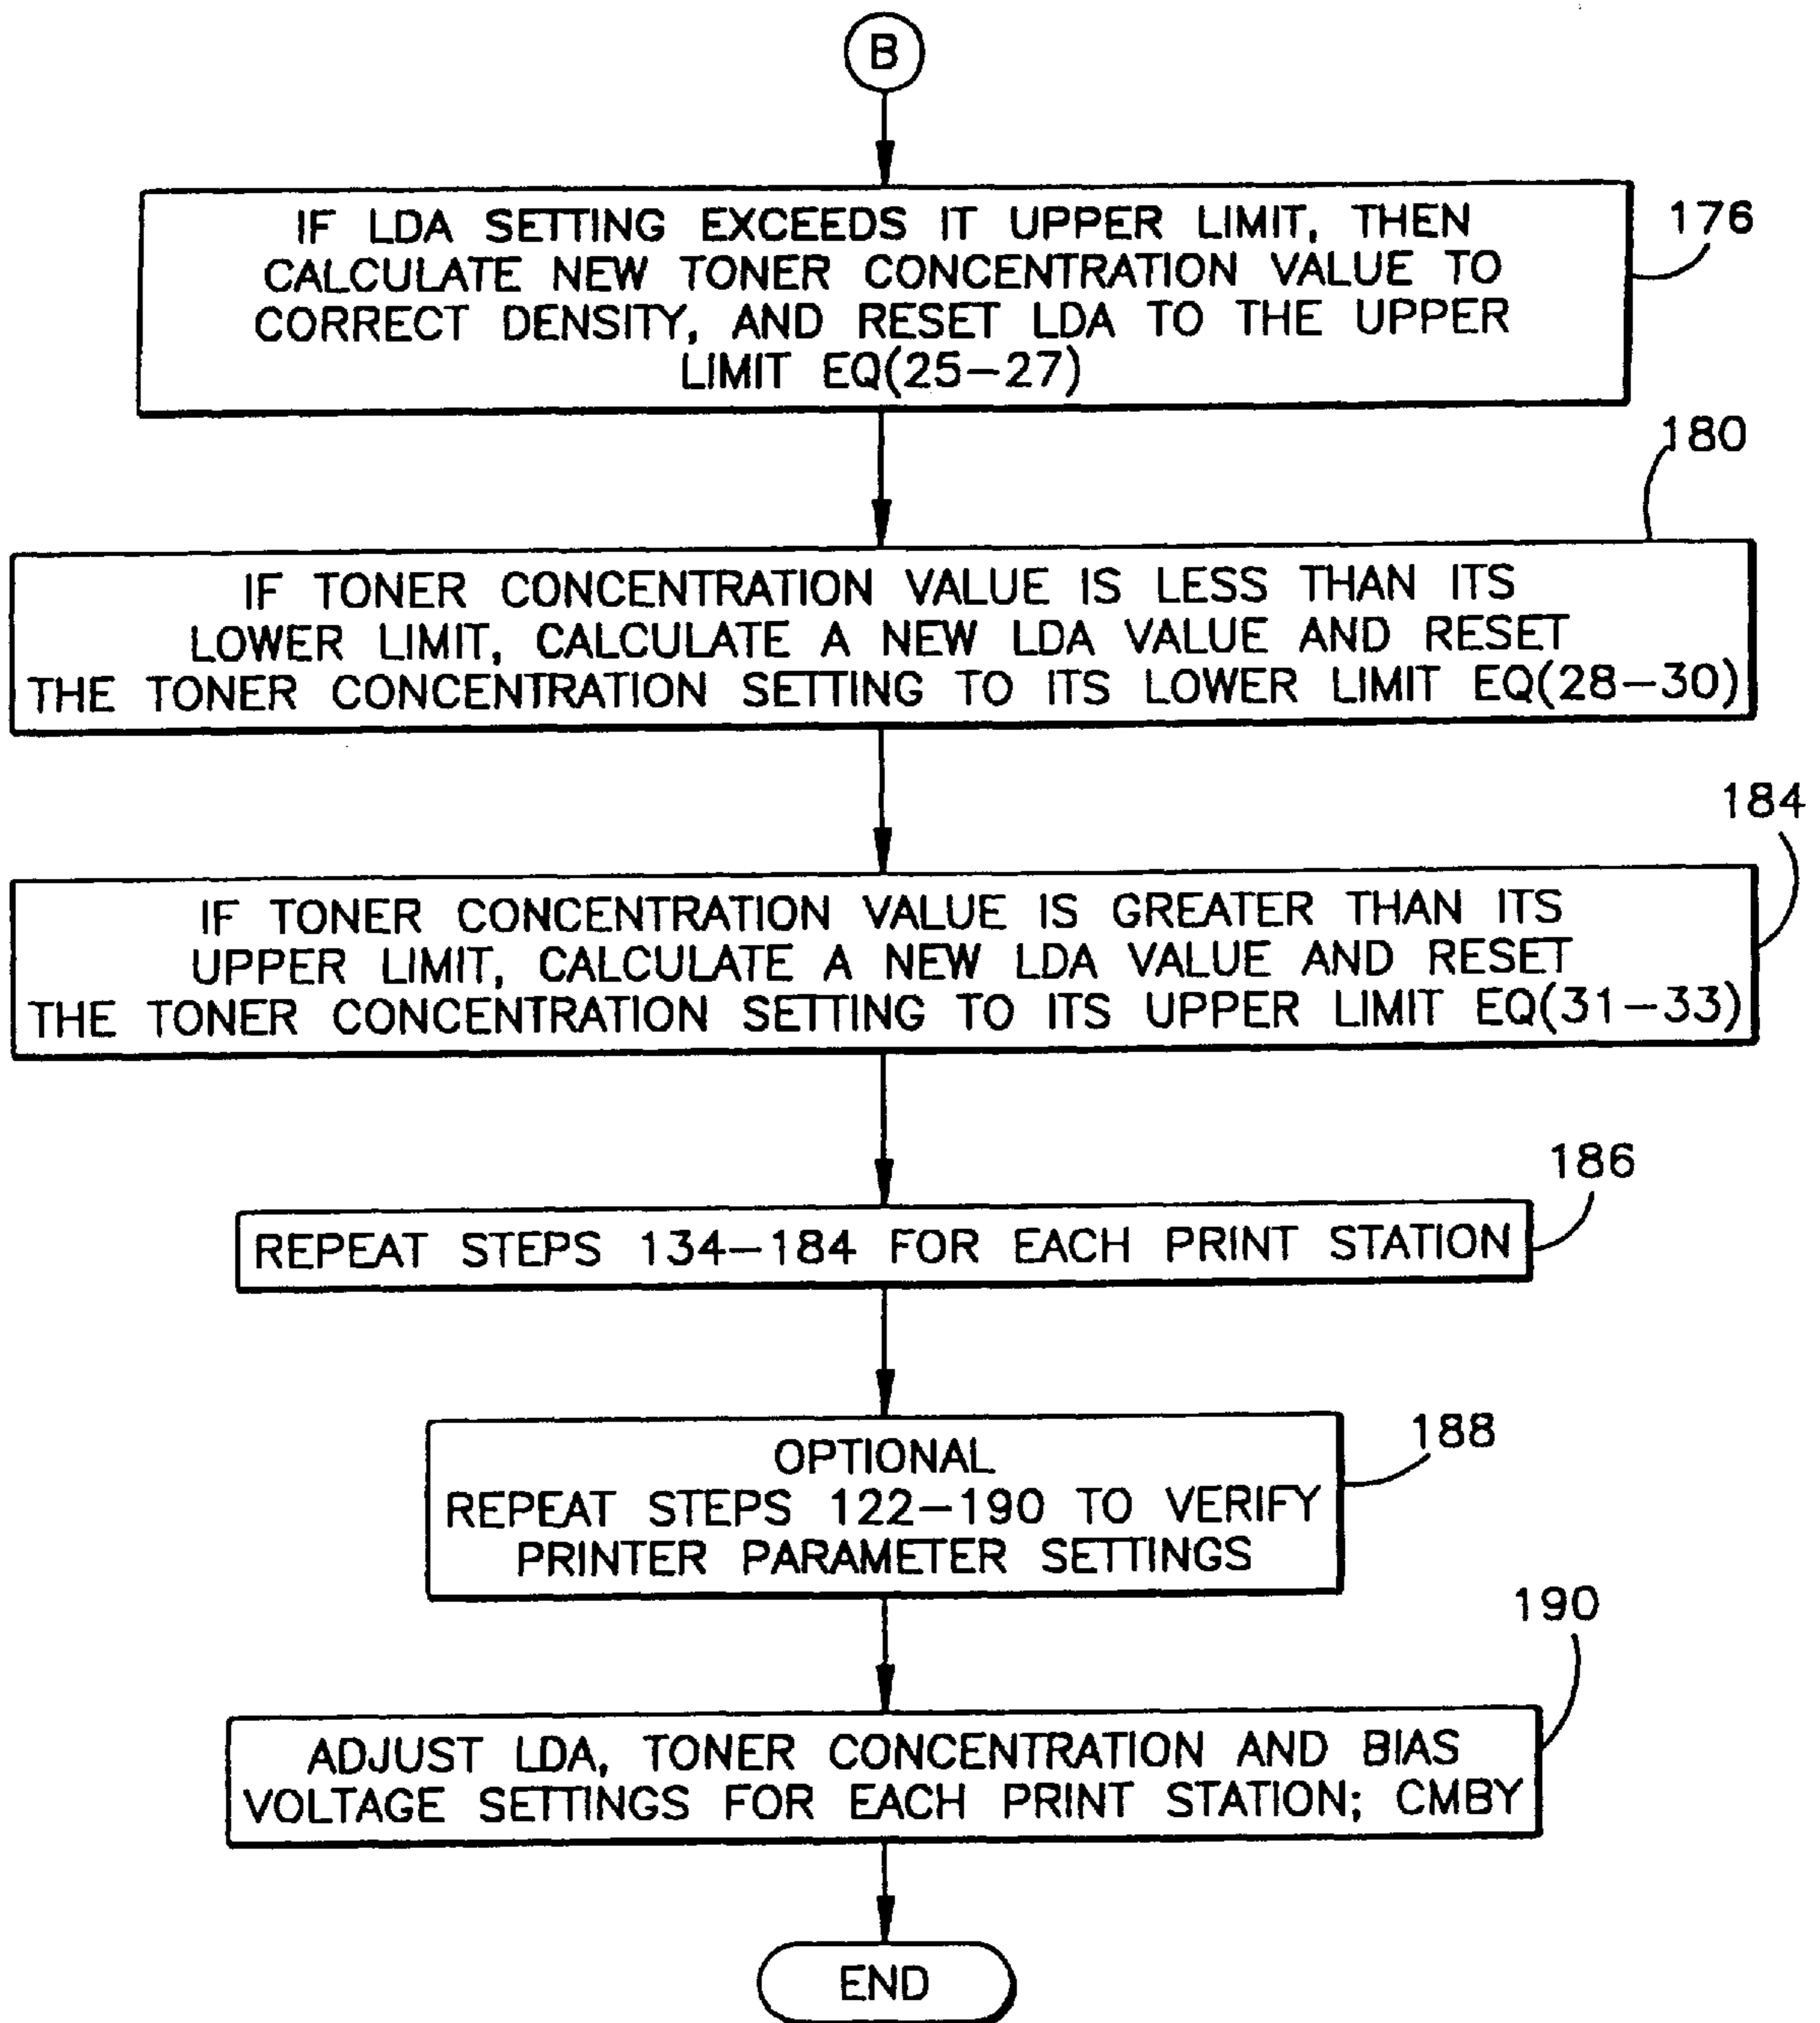 B
IF LDA SETTING EXCEEDS IT UPPER LIMIT, THEN
CALCULATE NEW TONER CONCENTRATION VALUE TO
CORRECT DENSITY, AND RESET LDA TO THE UPPER
LIMIT EQ(25-27)
176
180
IF TONER CONCENTRATION VALUE IS LESS THAN ITS
LOWER LIMIT, CALCULATE A NEW LDA VALUE AND RESET
THE TONER CONCENTRATION SETTING TO ITS LOWER LIMIT EQ(28-30)
184
IF TONER CONCENTRATION VALUE IS GREATER THAN ITS
UPPER LIMIT, CALCULATE A NEW LDA VALUE AND RESET
THE TONER CONCENTRATION SETTING TO ITS UPPER LIMIT EQ(31-33)
186
REPEAT STEPS 134-184 FOR EACH PRINT STATION
188
OPTIONAL
REPEAT STEPS 122-190 TO VERIFY
PRINTER PARAMETER SETTINGS
190
ADJUST LDA, TONER CONCENTRATION AND BIAS
VOLTAGE SETTINGS FOR EACH PRINT STATION; CMBY
END